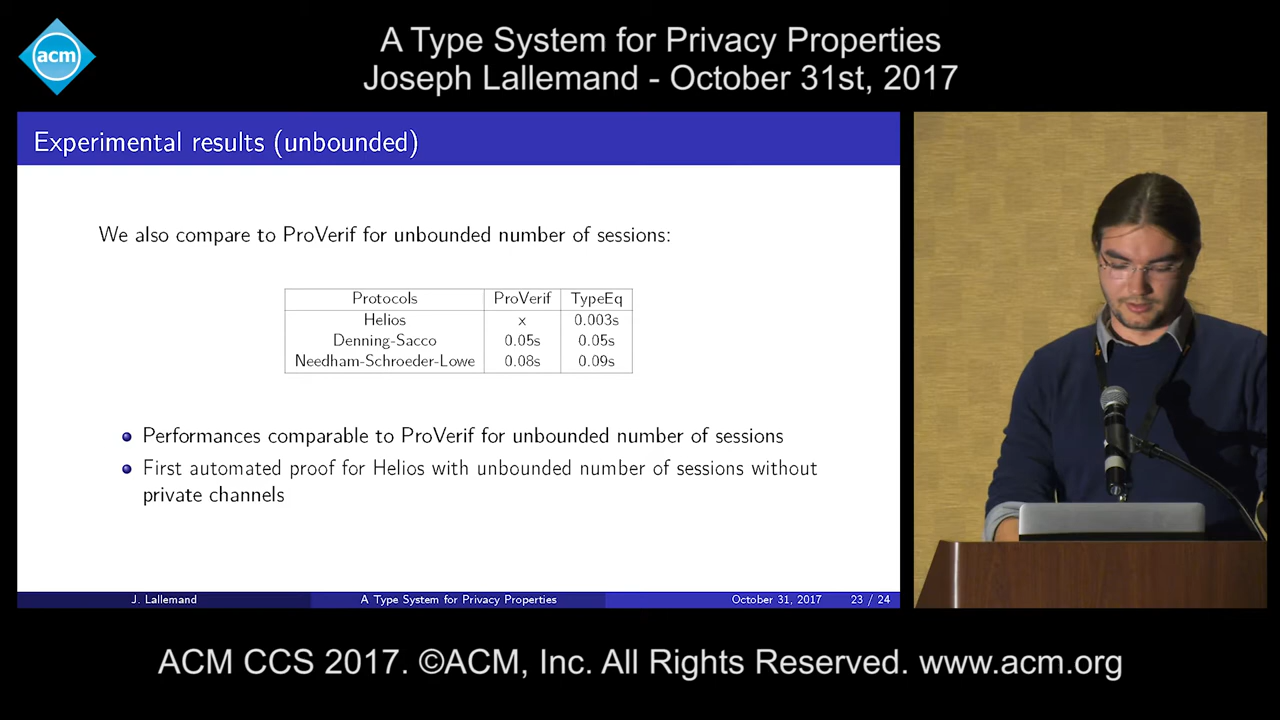 acm
A Type System for Privacy Properties
Joseph Lallemand - October 31st, 2017
Experimental results (unbounded)
We also compare to ProVerif for unbounded number of sessions:
Protocols ProVerif TypeEq
Helios x 0.003s
Denning-Sacco 0.05s 0.05s
Needham-Schroeder-Lowe 0.08s 0.09s
Performances comparable to ProVerif for unbounded number of sessions
First automated proof for Helios with unbounded number of sessions without
private channels
J. Lallemand A Type System for Privacy Properties October 31, 2017 23 / 24
ACM CCS 2017. ©ACM, Inc. All Rights Reserved. www.acm.org